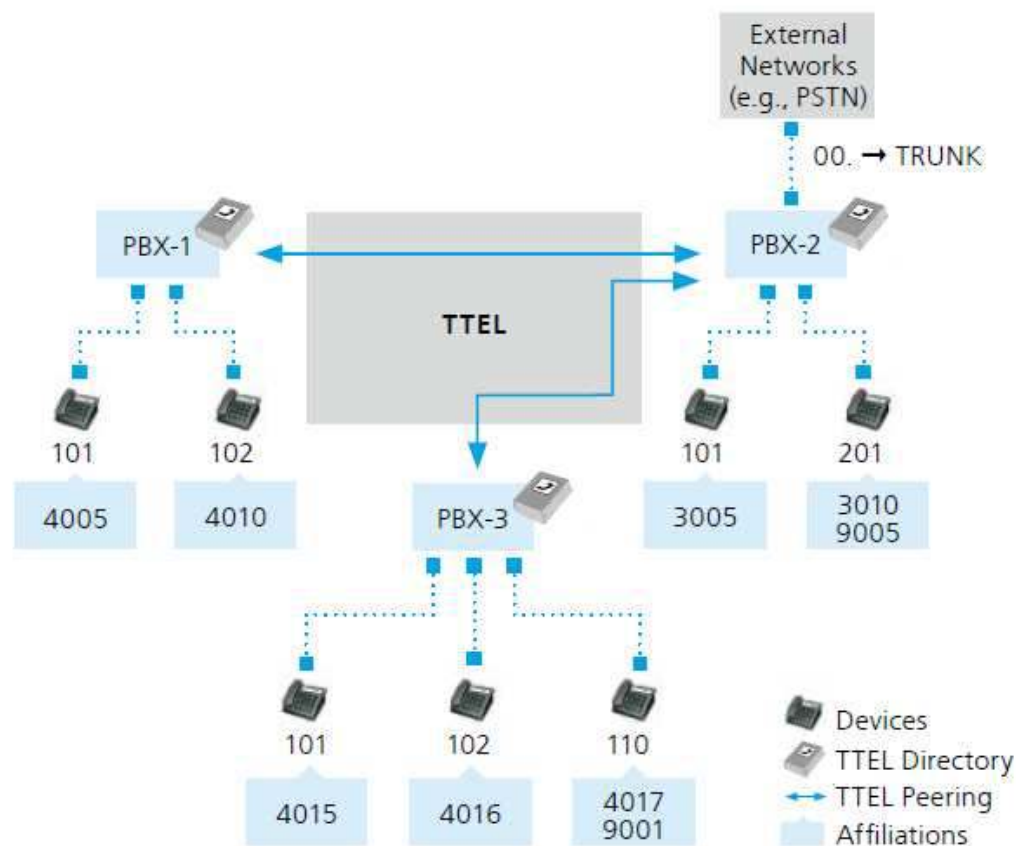 External
Networks
(e.g., PSTN)
00. → TRUNK
PBX-1
PBX-2
TTEL
101
102
101
201
4005
4010
PBX-3
3005
3010
9005
101
102
110
4015
4016
4017
9001
Devices
TTEL Directory
TTEL Peering
Affiliations